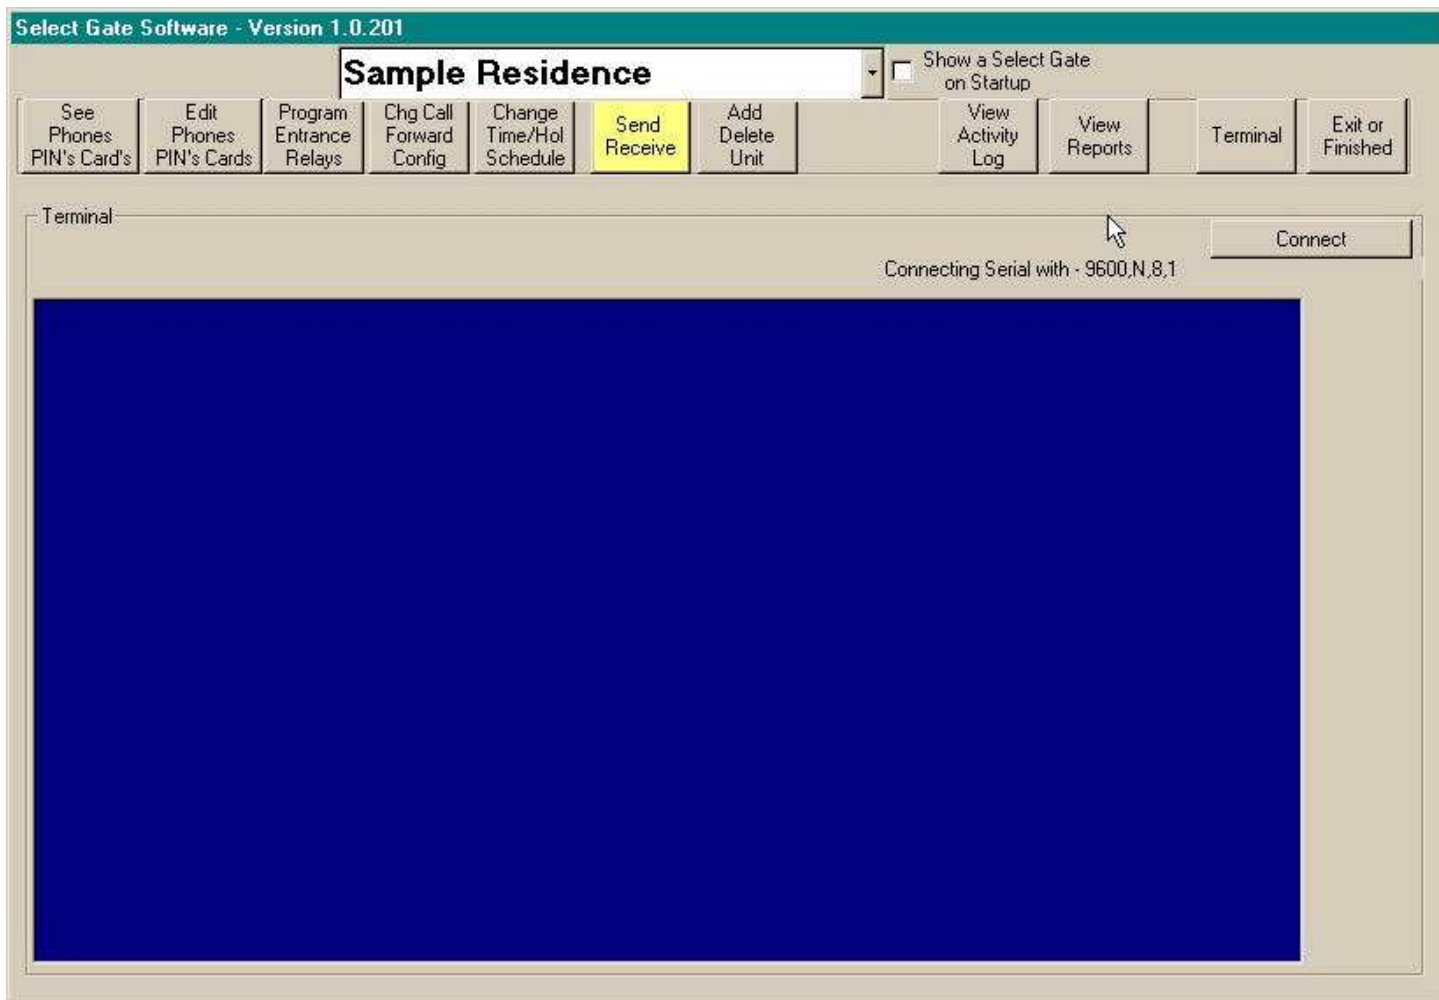 Select Gate Software - Version 1.0.201
Sample Residence
Show a Select Gate
on Startup
See
Phones
PIN's Card's
Edit
Phones
PIN's Cards
Program
Entrance
Relays
Chg Call
Forward
Config
Change
Time/Hol
Schedule
Send
Receive
Add
Delete
Unit
View
Activity
Log
View
Reports
Terminal
Exit or
Finished
Terminal
Connect
Connecting Serial with - 9600,N,8,1